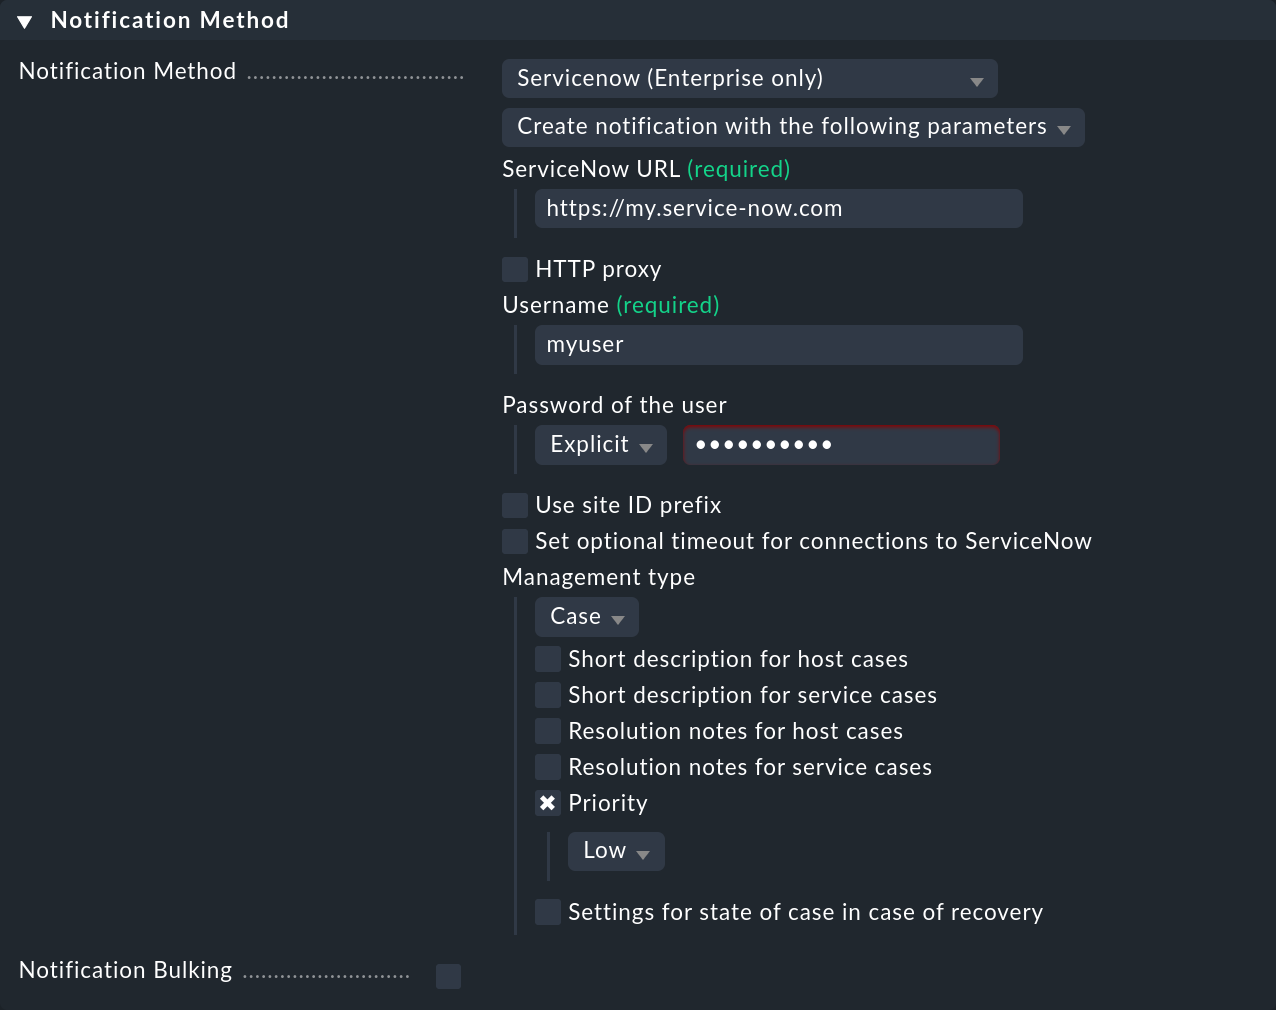 Notification Method
Notification Method
Servicenow (Enterprise only)
Create notification with the following parameters
ServiceNow URL (required)
https://my.service-now.com
HTTP proxy
Username (required)
myuser
Password of the user
Explicit ●●●●●●●●●●
Use site ID prefix
Set optional timeout for connections to ServiceNow
Management type
Case
Short description for host cases
Short description for service cases
Resolution notes for host cases
Resolution notes for service cases
Priority
Low
Settings for state of case in case of recovery
Notification Bulking